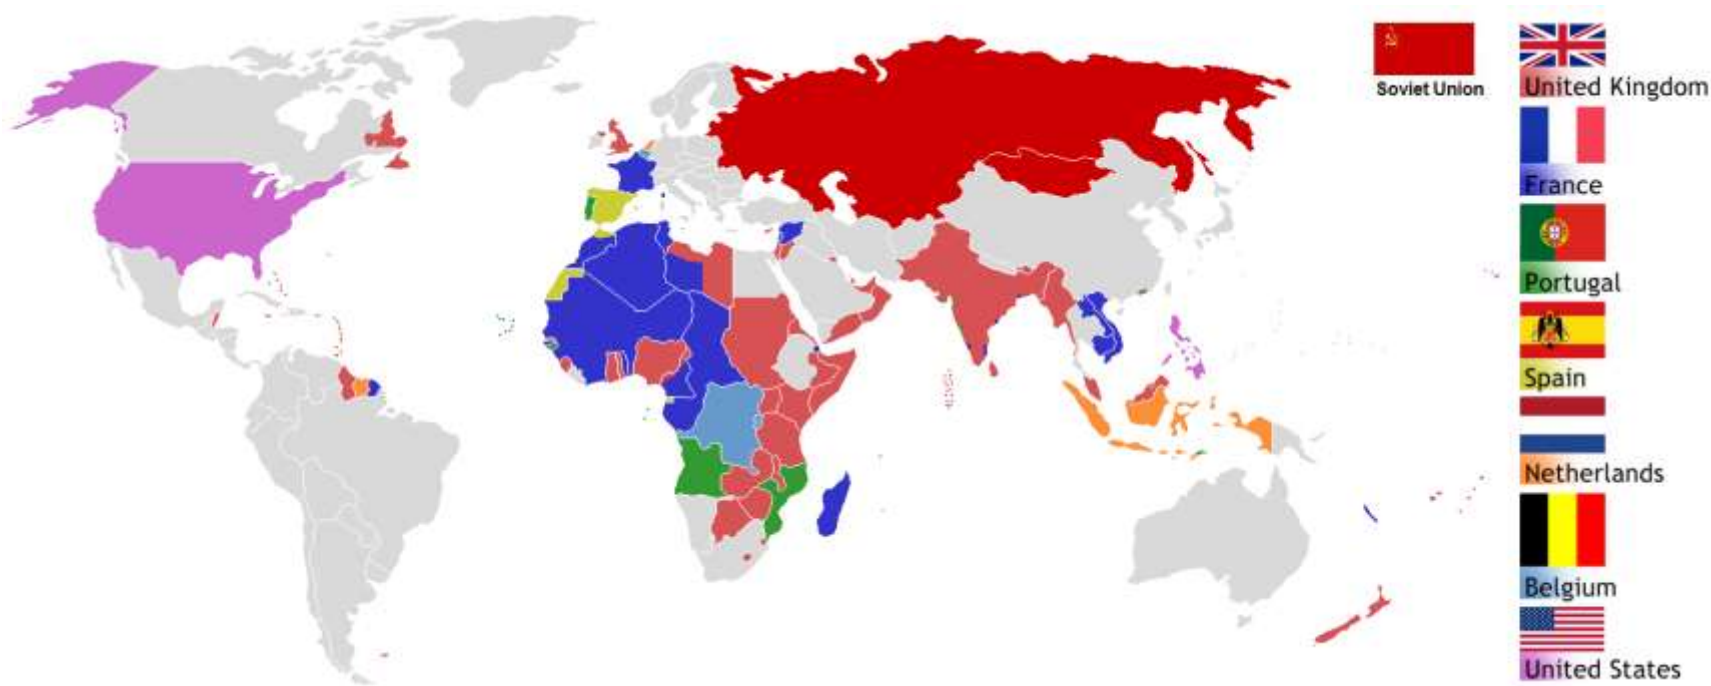 Soviet Union
United Kingdom
France
Portugal
Spain
Netherlands
Belgium
United States